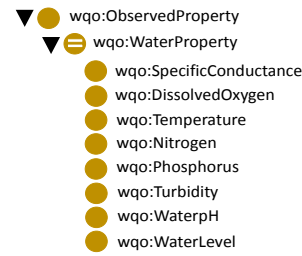 wqo:ObservedProperty
wqo:WaterProperty
wqo:SpecificConductance
wqo:DissolvedOxygen
wqo:Temperature
wqo:Nitrogen
wqo:Phosphorus
wqo:Turbidity
wqo:WaterpH
wqo:WaterLevel